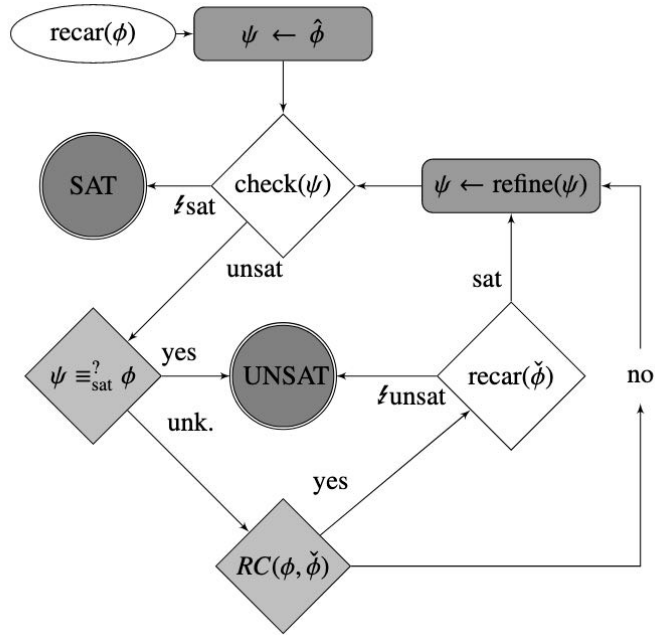 recar(ϕ)
ψ ← ϕ̂
SAT
↯sat
check(ψ)
ψ ← refine(ψ)
unsat
sat
ψ ≡?sat ϕ
yes
UNSAT
↯unsat
recar(ϕ̌)
no
unk.
yes
RC(ϕ, ϕ̌)